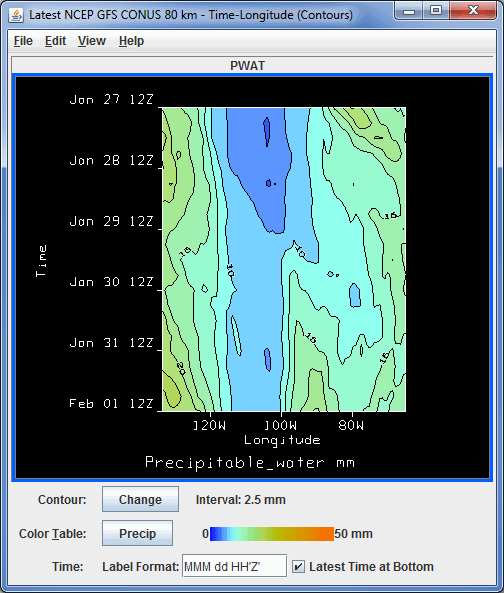 Latest NCEP GFS CONUS 80 km - Time-Longitude (Contours)
File Edit View Help
PWAT
Jan 27 12Z
Jan 28 12Z
Jan 29 12Z
15
15
10
10
Time
Jan 30 12Z
15
Jan 31 12Z
15
20
Feb 01 12Z
120W 100W 80W
Longitude
Precipitable_water mm
Contour: Change Interval: 2.5 mm
Color Table: Precip 0 50 mm
Time: Label Format: MMM dd HH'Z' Latest Time at Bottom